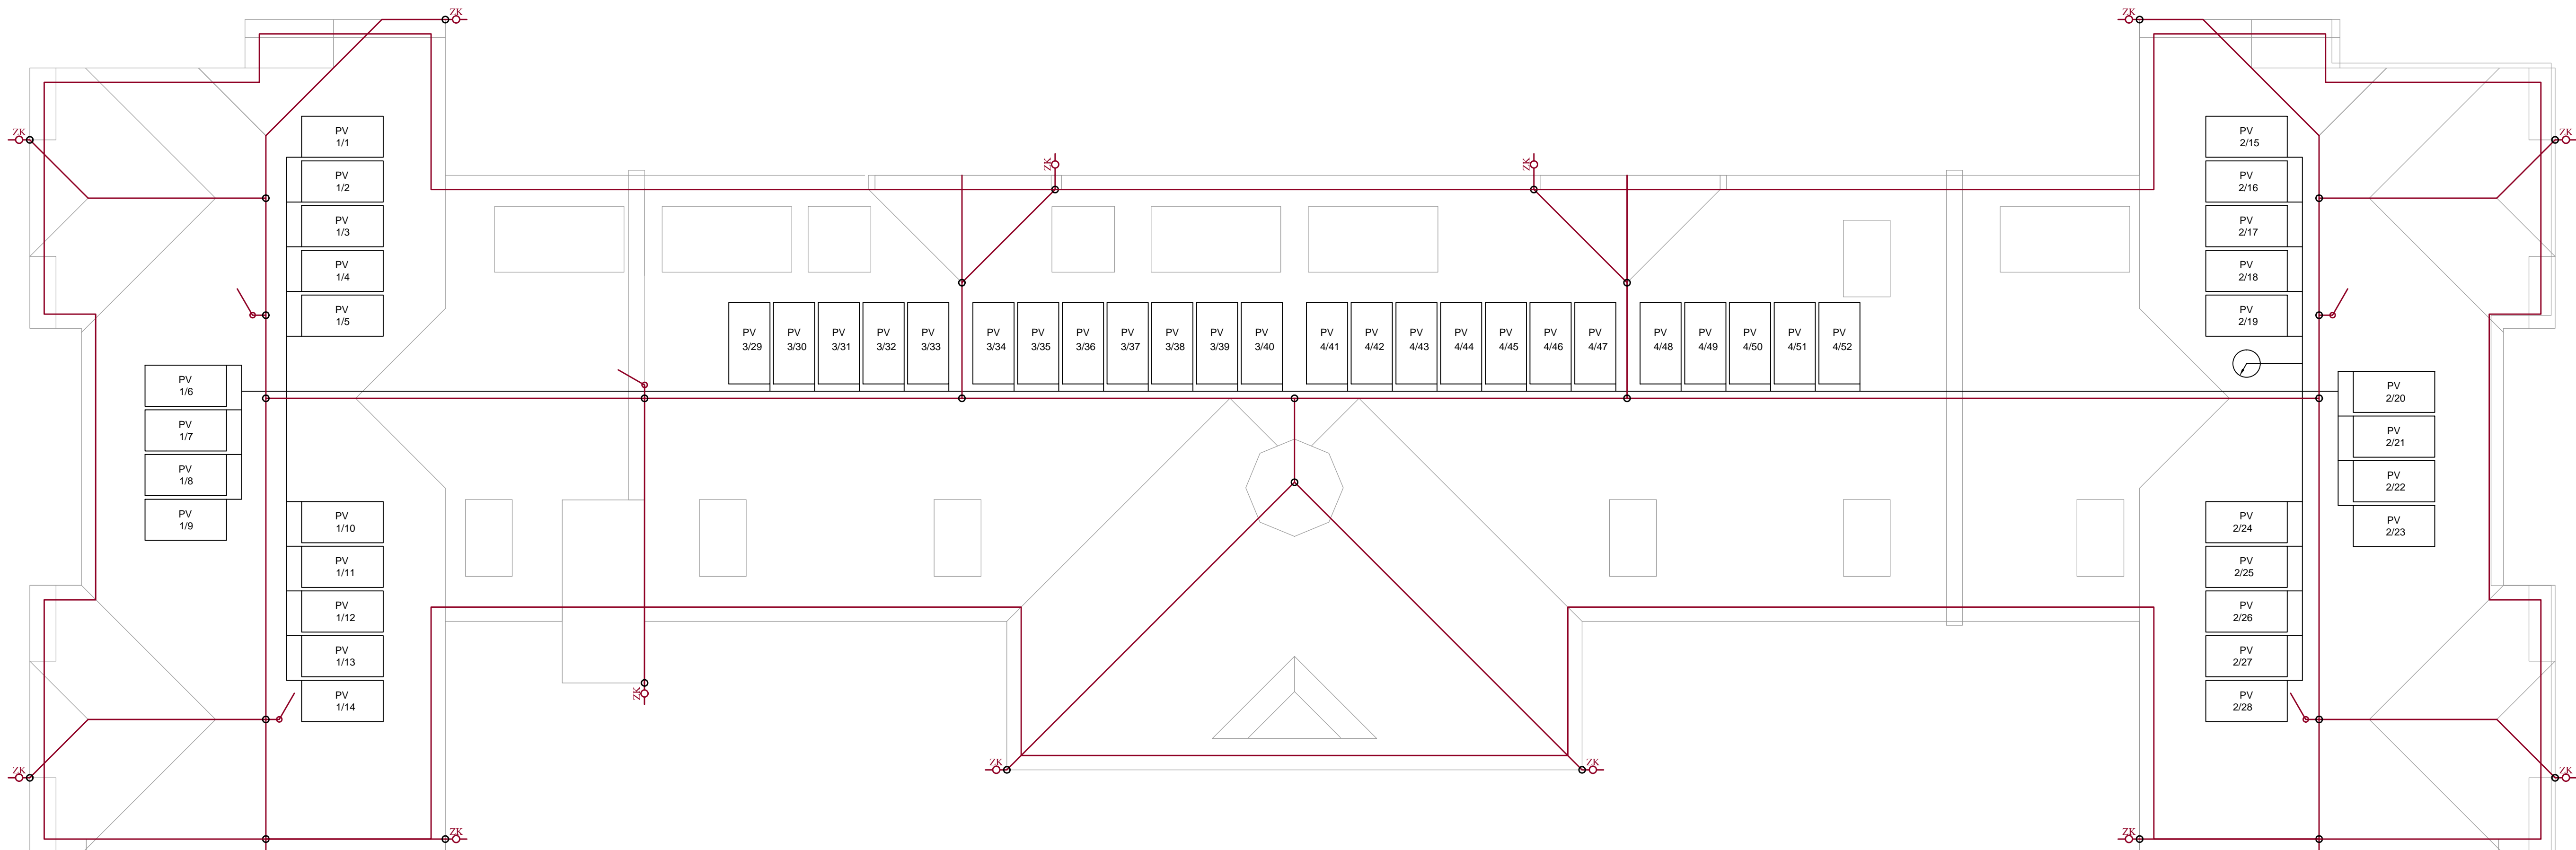 ZK
ZK
ZK
ZK
ZK
ZK
ZK
PV
1/1
PV
1/2
PV
1/3
PV
1/4
PV
1/5
PV
1/6
PV
1/7
PV
1/8
PV
1/9
PV
1/10
PV
1/11
PV
1/12
PV
1/13
PV
1/14
PV
3/29
PV
3/30
PV
3/31
PV
3/32
PV
3/33
PV
3/34
PV
3/35
PV
3/36
PV
3/37
PV
3/38
PV
3/39
PV
3/40
PV
4/41
PV
4/42
PV
4/43
PV
4/44
PV
4/45
PV
4/46
PV
4/47
PV
4/48
PV
4/49
PV
4/50
PV
4/51
PV
4/52
PV
2/15
PV
2/16
PV
2/17
PV
2/18
PV
2/19
PV
2/20
PV
2/21
PV
2/22
PV
2/23
PV
2/24
PV
2/25
PV
2/26
PV
2/27
PV
2/28
ZK
ZK
ZK
ZK
ZK
ZK